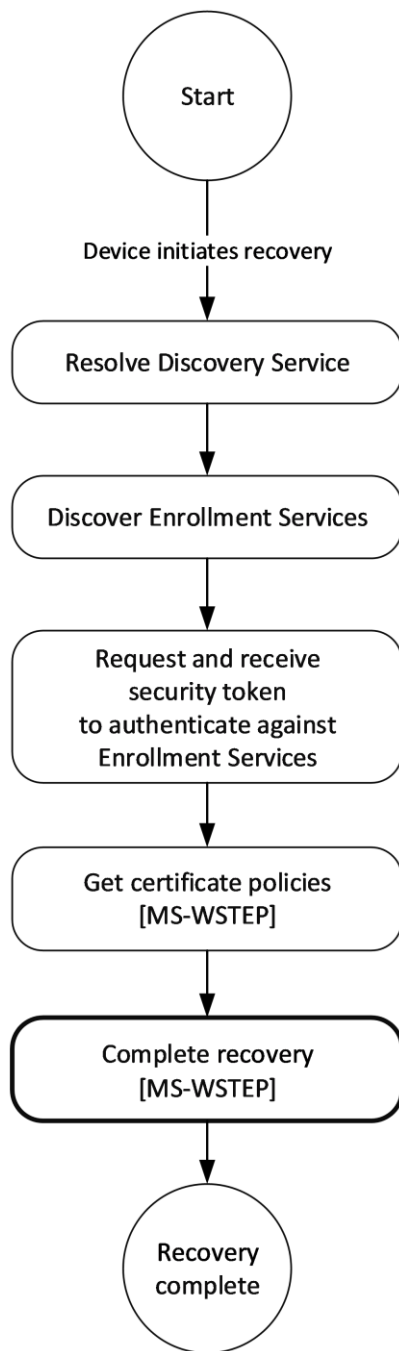 Start
Device initiates recovery
Resolve Discovery Service
Discover Enrollment Services
Request and receive
security token
to authenticate against
Enrollment Services
Get certificate policies
[MS-WSTEP]
Complete recovery
[MS-WSTEP]
Recovery
complete